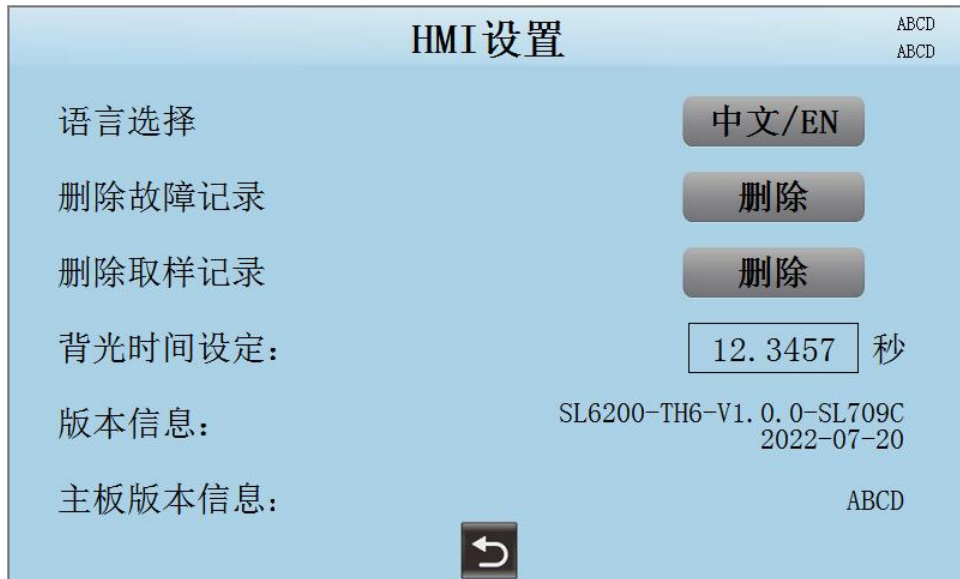 HMI设置
ABCD
ABCD
语言选择 中文/EN
删除故障记录 删除
删除取样记录 删除
背光时间设定: 12.3457 秒
版本信息: SL6200-TH6-V1.0.0-SL709C
2022-07-20
主板版本信息: ABCD